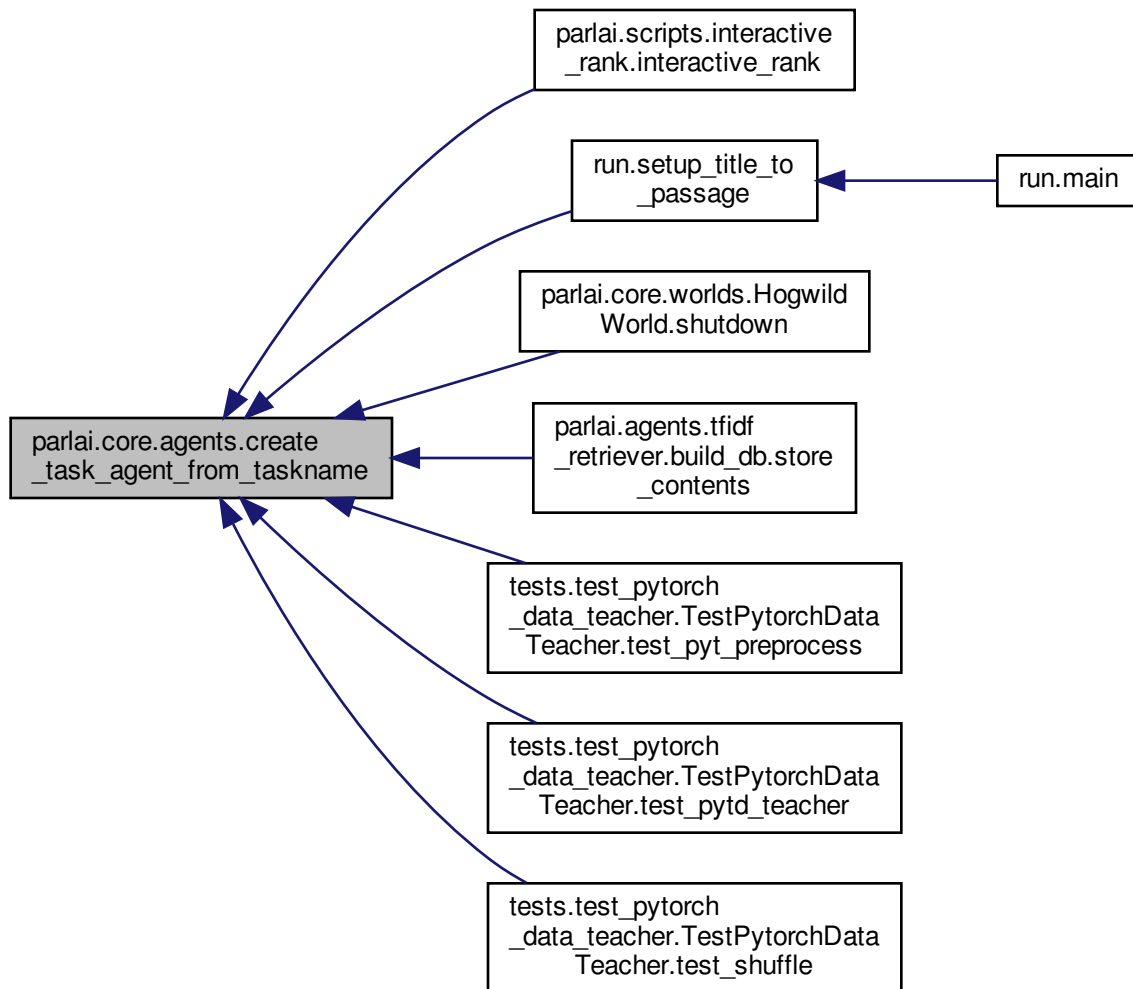 parlai.scripts.interactive
_rank.interactive_rank
run.setup_title_to
_passage
run.main
parlai.core.worlds.Hogwild
World.shutdown
parlai.core.agents.create
_task_agent_from_taskname
parlai.agents.tfidf
_retriever.build_db.store
_contents
tests.test_pytorch
_data_teacher.TestPytorchData
Teacher.test_pyt_preprocess
tests.test_pytorch
_data_teacher.TestPytorchData
Teacher.test_pytd_teacher
tests.test_pytorch
_data_teacher.TestPytorchData
Teacher.test_shuffle